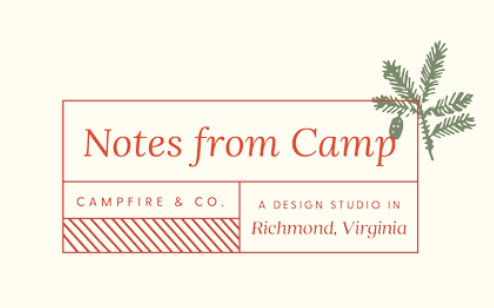 Notes from Camp
CAMPFIRE & CO.
A DESIGN STUDIO IN
Richmond, Virginia